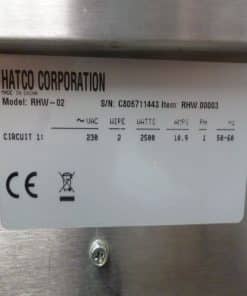 HATCO CORPORATION
MADE IN CHINA
Model: RHW-02 S/N: C805711443 Item: RHW 00003
~ VAC WIRE WATTS AMPS PH HZ
CIRCUIT 1: 230 2 2500 10.9 1 50-60
CE